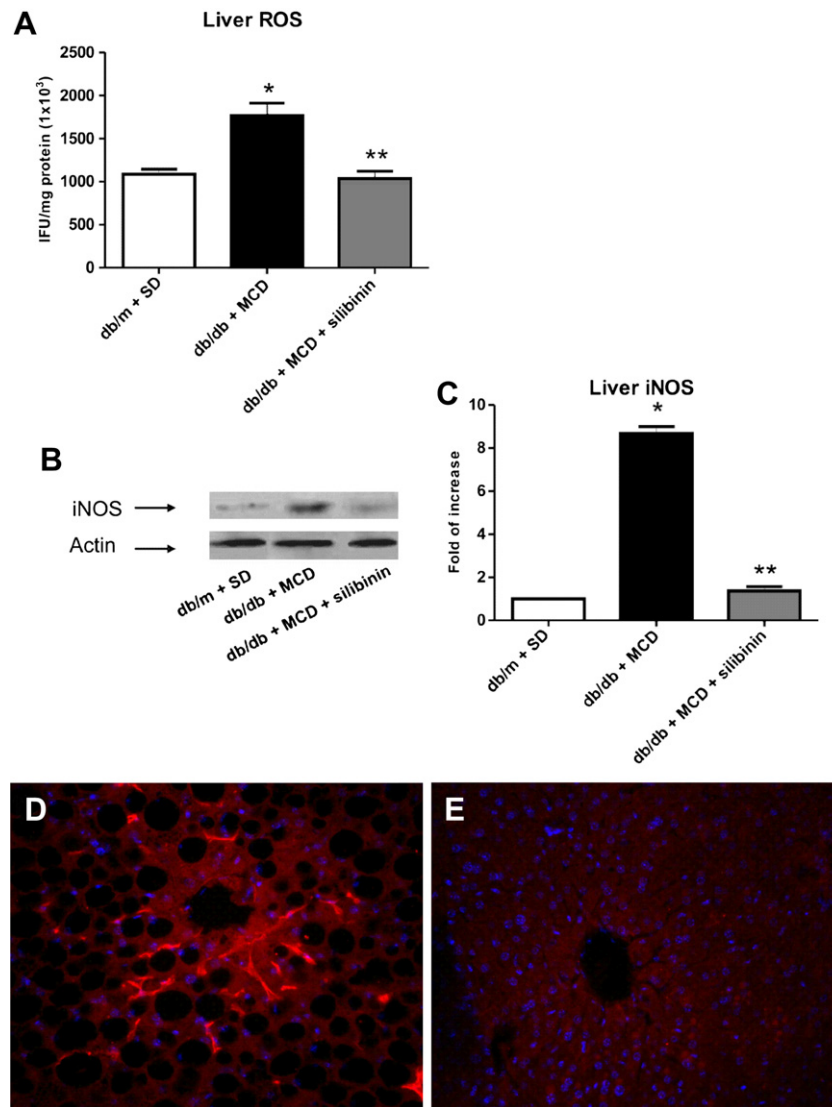 A
Liver ROS
2500
2000
1500
1000
500
0
IFU/mg protein (1x10³)
*
**
db/m + SD
db/db + MCD
db/db + MCD + silibinin
B
iNOS
Actin
db/m + SD
db/db + MCD
db/db + MCD + silibinin
C
Liver iNOS
10
8
6
4
2
0
Fold of increase
*
**
db/m + SD
db/db + MCD
db/db + MCD + silibinin
D
E